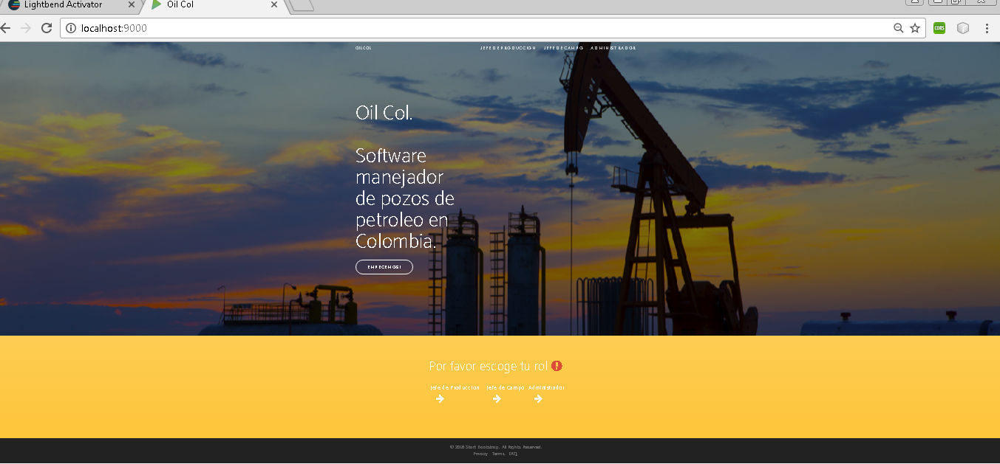 Lightbend Activator
Oil Col
localhost:9000
CORS
OILCOL
JEFE DE PRODUCCION JEFE DE CAMPO ADMINISTRADOR
Oil Col.
Software
manejador
de pozos de
petroleo en
Colombia.
EMPECEMOS!
Por favor escoge tu rol
Jefe de Produccion Jefe de Campo Administrador
© 2016 Start Bootstrap. All Rights Reserved.
Privacy Terms FAQ